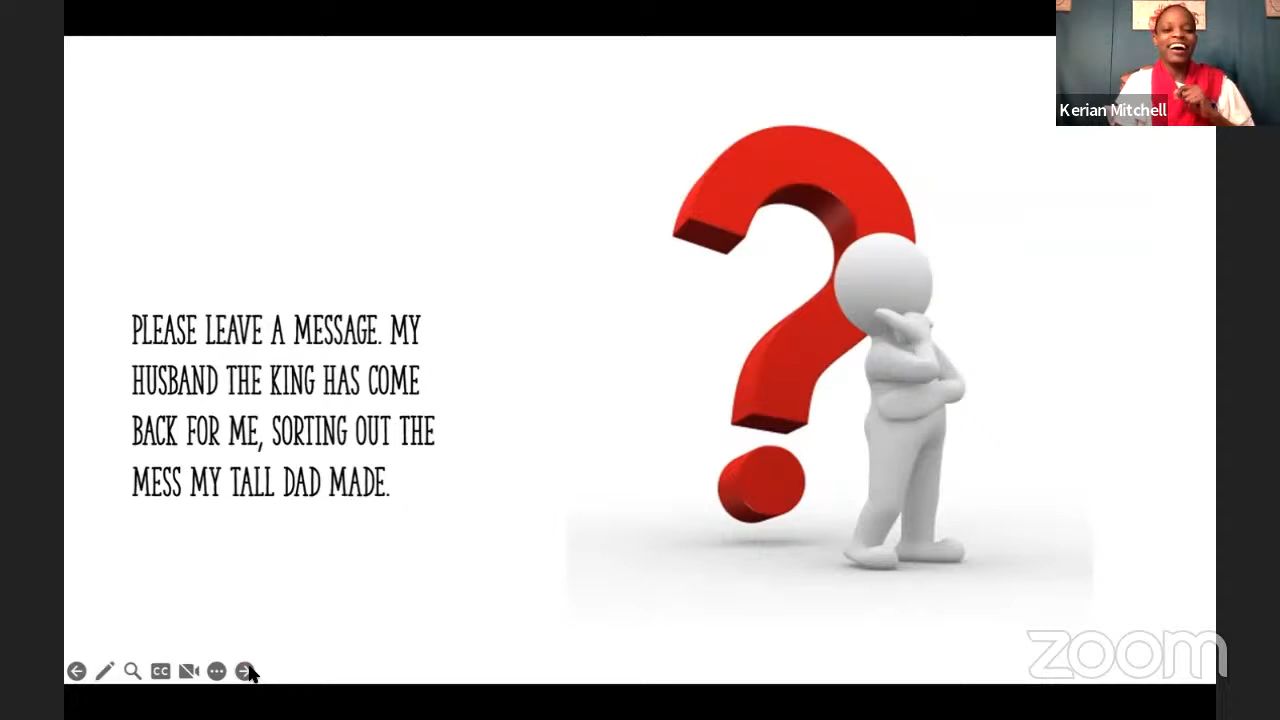 Kerian Mitchell
PLEASE LEAVE A MESSAGE. MY
HUSBAND THE KING HAS COME
BACK FOR ME, SORTING OUT THE
MESS MY TALL DAD MADE.
CC
zoom